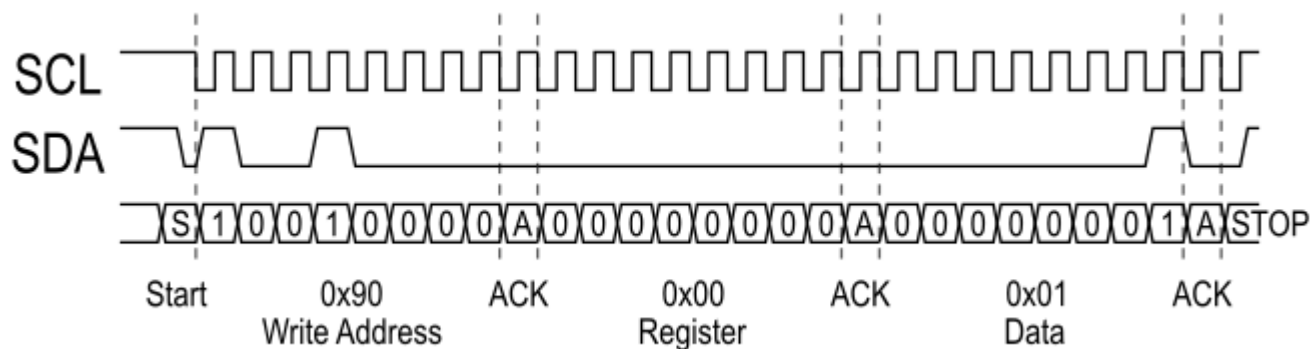 SCL
SDA
S 1 0 0 1 0 0 0 0 A 0 0 0 0 0 0 0 0 A 0 0 0 0 0 0 0 1 A STOP
Start 0x90 ACK 0x00 ACK 0x01 ACK
Write Address Register Data